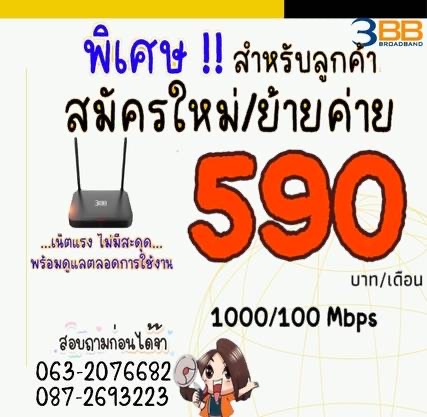 3BB
BROADBAND
พิเศษ !! สำหรับลูกค้า
สมัครใหม่/ย้ายค่าย
590
3BB
...เน็ตแรง ไม่มีสะดุด...
พร้อมดูแลตลอดการใช้งาน
บาท/เดือน
1000/100 Mbps
สอบถามก่อนได้จ้า
063-2076682
087-2693223